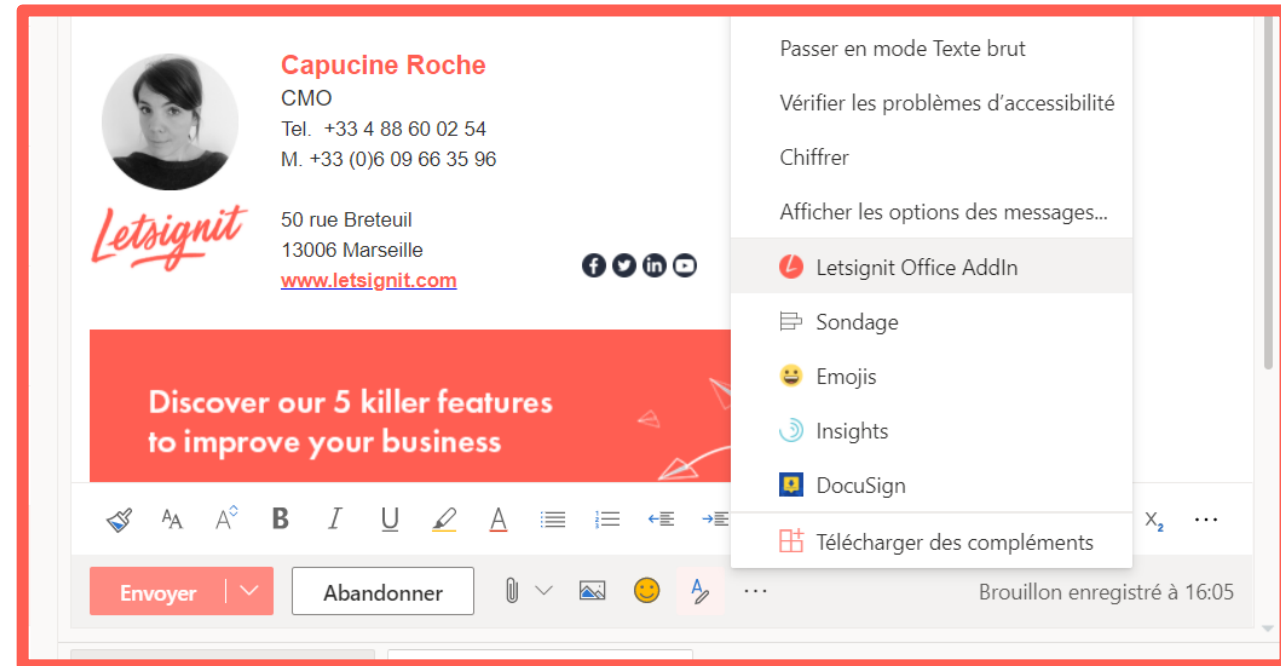 Capucine Roche
CMO
Tel. +33 4 88 60 02 54
M. +33 (0)6 09 66 35 96
Letsignit
50 rue Breteuil
13006 Marseille
www.letsignit.com
Discover our 5 killer features
to improve your business
Passer en mode Texte brut
Vérifier les problèmes d'accessibilité
Chiffrer
Afficher les options des messages...
Letsignit Office AddIn
Sondage
Emojis
Insights
DocuSign
Télécharger des compléments
Envoyer
Abandonner
Brouillon enregistré à 16:05